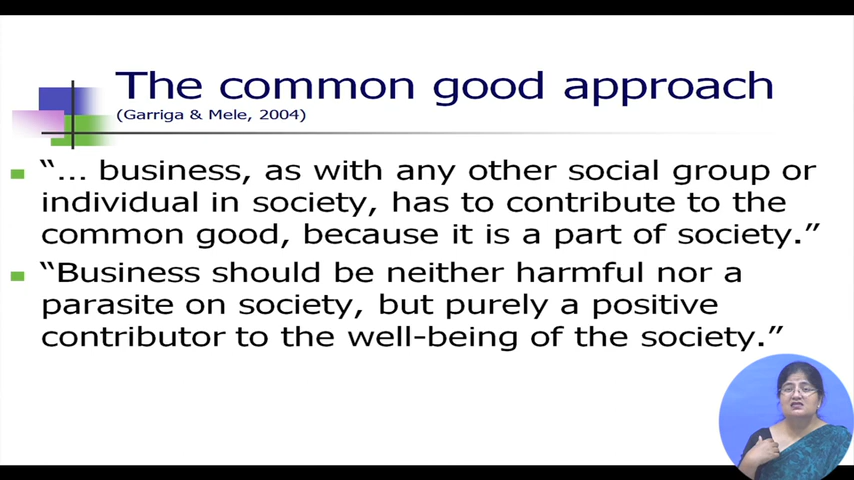 The common good approach
(Garriga & Mele, 2004)
“... business, as with any other social group or
individual in society, has to contribute to the
common good, because it is a part of society.”
“Business should be neither harmful nor a
parasite on society, but purely a positive
contributor to the well-being of the society.”